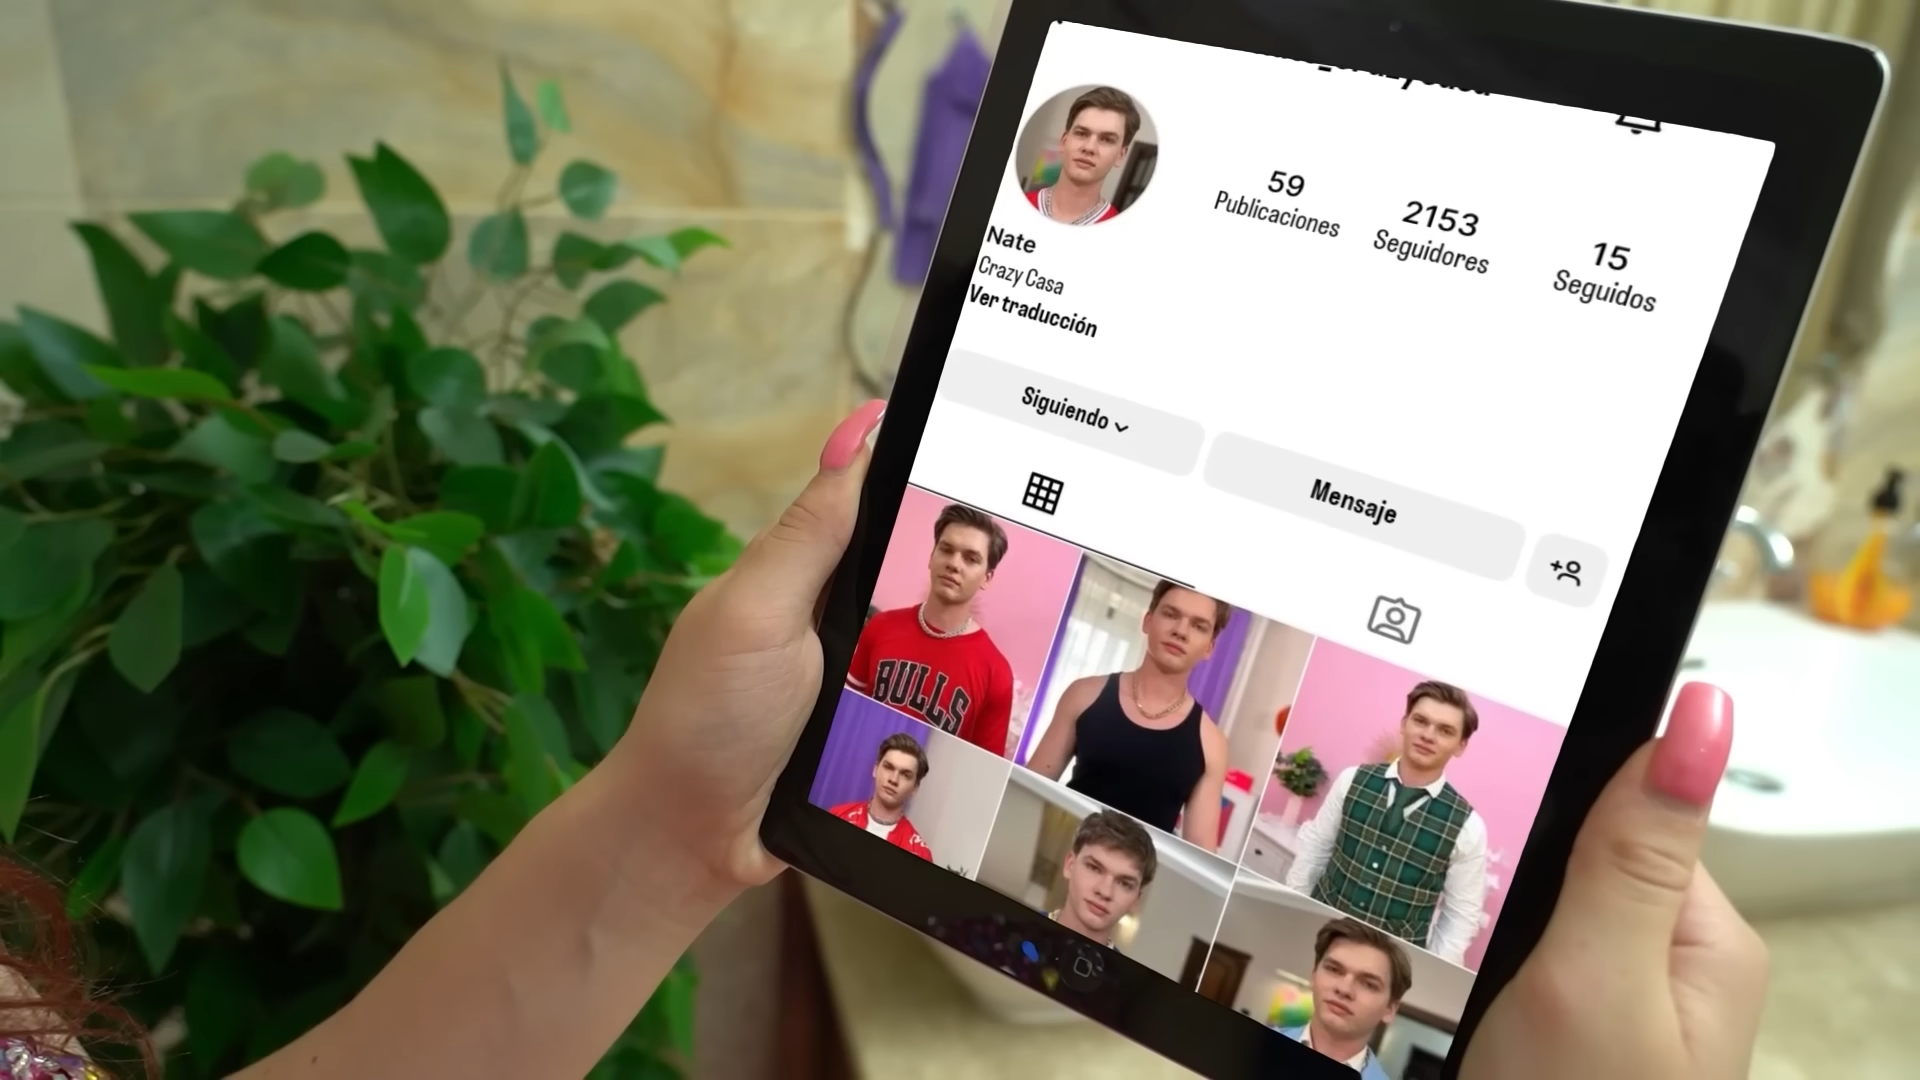 59
Publicaciones
2153
Seguidores
15
Seguidos
Nate
Crazy Casa
Ver traducción
Siguiendo
Mensaje
BULLS